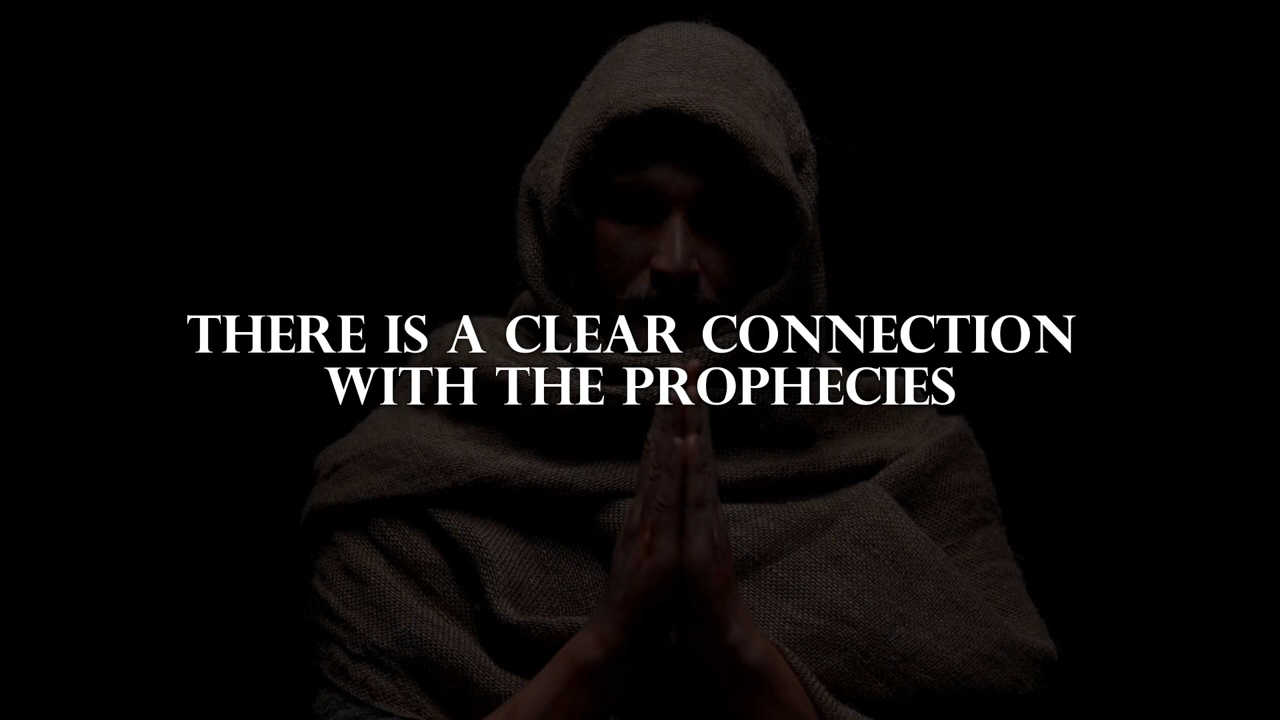 THERE IS A CLEAR CONNECTION
WITH THE PROPHECIES